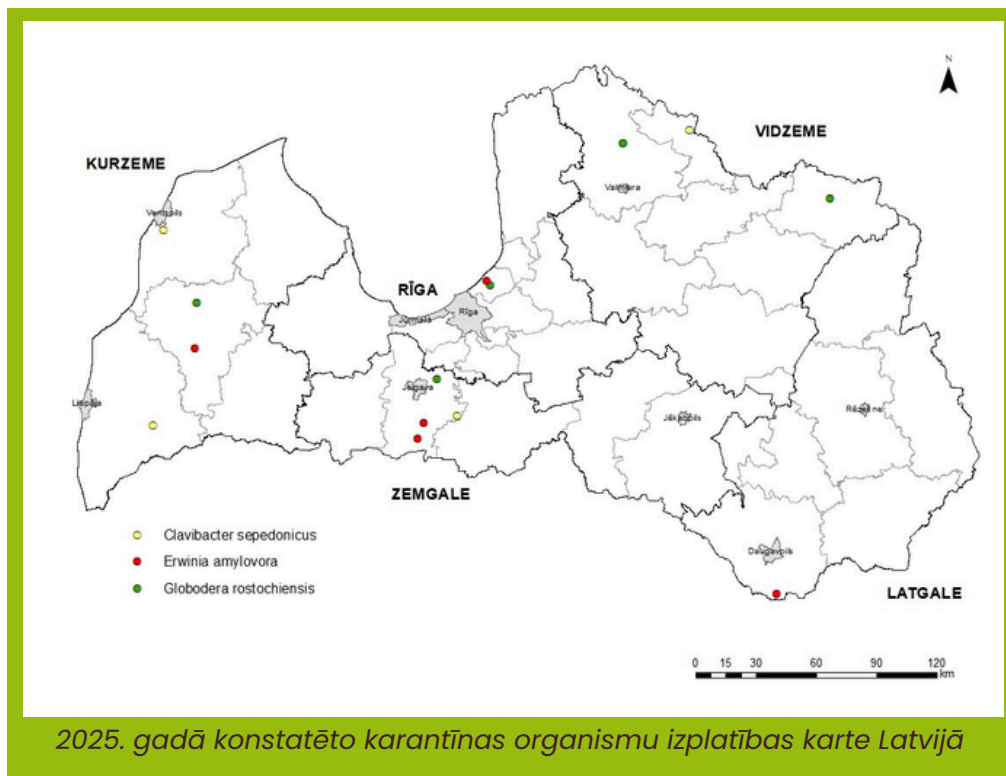 N
VIDZEME
KURZEME
Valmiera
Ventspils
RĪGA
Rīga
Jūrmala
Jelgava
Liepāja
Jēkabpils
Rēzekne
ZEMGALE
Clavibacter sepedonicus
Erwinia amylovora
Globodera rostochiensis
Daugavpils
LATGALE
0 15 30 60 90 120
km
2025. gadā konstatēto karantīnas organismu izplatības karte Latvijā